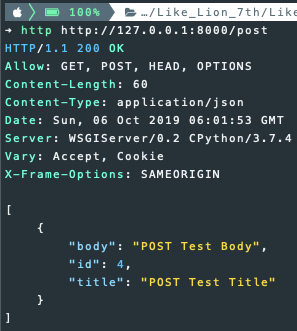 100% …/Like_Lion_7th/Like
→ http http://127.0.0.1:8000/post
HTTP/1.1 200 OK
Allow: GET, POST, HEAD, OPTIONS
Content-Length: 60
Content-Type: application/json
Date: Sun, 06 Oct 2019 06:01:53 GMT
Server: WSGIServer/0.2 CPython/3.7.4
Vary: Accept, Cookie
X-Frame-Options: SAMEORIGIN
[
    {
        "body": "POST Test Body",
        "id": 4,
        "title": "POST Test Title"
    }
]